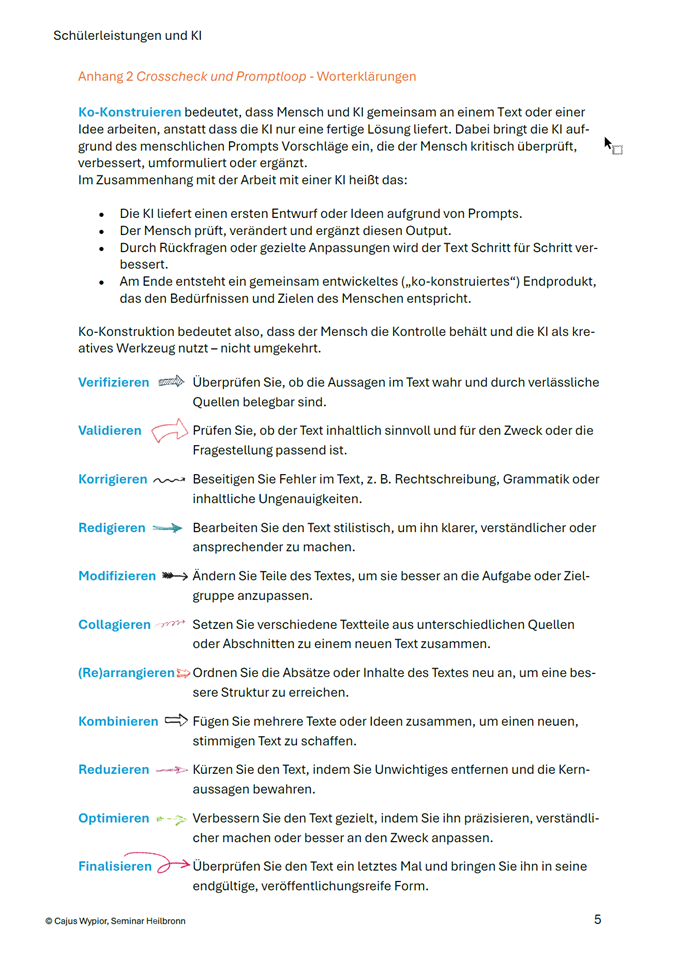 Schülerleistungen und KI
Anhang 2 Crosscheck und Promptloop - Worterklärungen
Ko-Konstruieren bedeutet, dass Mensch und KI gemeinsam an einem Text oder einer
Idee arbeiten, anstatt dass die KI nur eine fertige Lösung liefert. Dabei bringt die KI auf-
grund des menschlichen Prompts Vorschläge ein, die der Mensch kritisch überprüft,
verbessert, umformuliert oder ergänzt.
Im Zusammenhang mit der Arbeit mit einer KI heißt das:
• Die KI liefert einen ersten Entwurf oder Ideen aufgrund von Prompts.
• Der Mensch prüft, verändert und ergänzt diesen Output.
• Durch Rückfragen oder gezielte Anpassungen wird der Text Schritt für Schritt ver-
bessert.
• Am Ende entsteht ein gemeinsam entwickeltes („ko-konstruiertes“) Endprodukt,
das den Bedürfnissen und Zielen des Menschen entspricht.
Ko-Konstruktion bedeutet also, dass der Mensch die Kontrolle behält und die KI als kre-
atives Werkzeug nutzt – nicht umgekehrt.
Verifizieren Überprüfen Sie, ob die Aussagen im Text wahr und durch verlässliche
Quellen belegbar sind.
Validieren Prüfen Sie, ob der Text inhaltlich sinnvoll und für den Zweck oder die
Fragestellung passend ist.
Korrigieren Beseitigen Sie Fehler im Text, z. B. Rechtschreibung, Grammatik oder
inhaltliche Ungenauigkeiten.
Redigieren Bearbeiten Sie den Text stilistisch, um ihn klarer, verständlicher oder
ansprechender zu machen.
Modifizieren Ändern Sie Teile des Textes, um sie besser an die Aufgabe oder Ziel-
gruppe anzupassen.
Collagieren Setzen Sie verschiedene Textteile aus unterschiedlichen Quellen
oder Abschnitten zu einem neuen Text zusammen.
(Re)arrangieren Ordnen Sie die Absätze oder Inhalte des Textes neu an, um eine bes-
sere Struktur zu erreichen.
Kombinieren Fügen Sie mehrere Texte oder Ideen zusammen, um einen neuen,
stimmigen Text zu schaffen.
Reduzieren Kürzen Sie den Text, indem Sie Unwichtiges entfernen und die Kern-
aussagen bewahren.
Optimieren Verbessern Sie den Text gezielt, indem Sie ihn präzisieren, verständli-
cher machen oder besser an den Zweck anpassen.
Finalisieren Überprüfen Sie den Text ein letztes Mal und bringen Sie ihn in seine
endgültige, veröffentlichungsreife Form.
© Cajus Wypior, Seminar Heilbronn
5